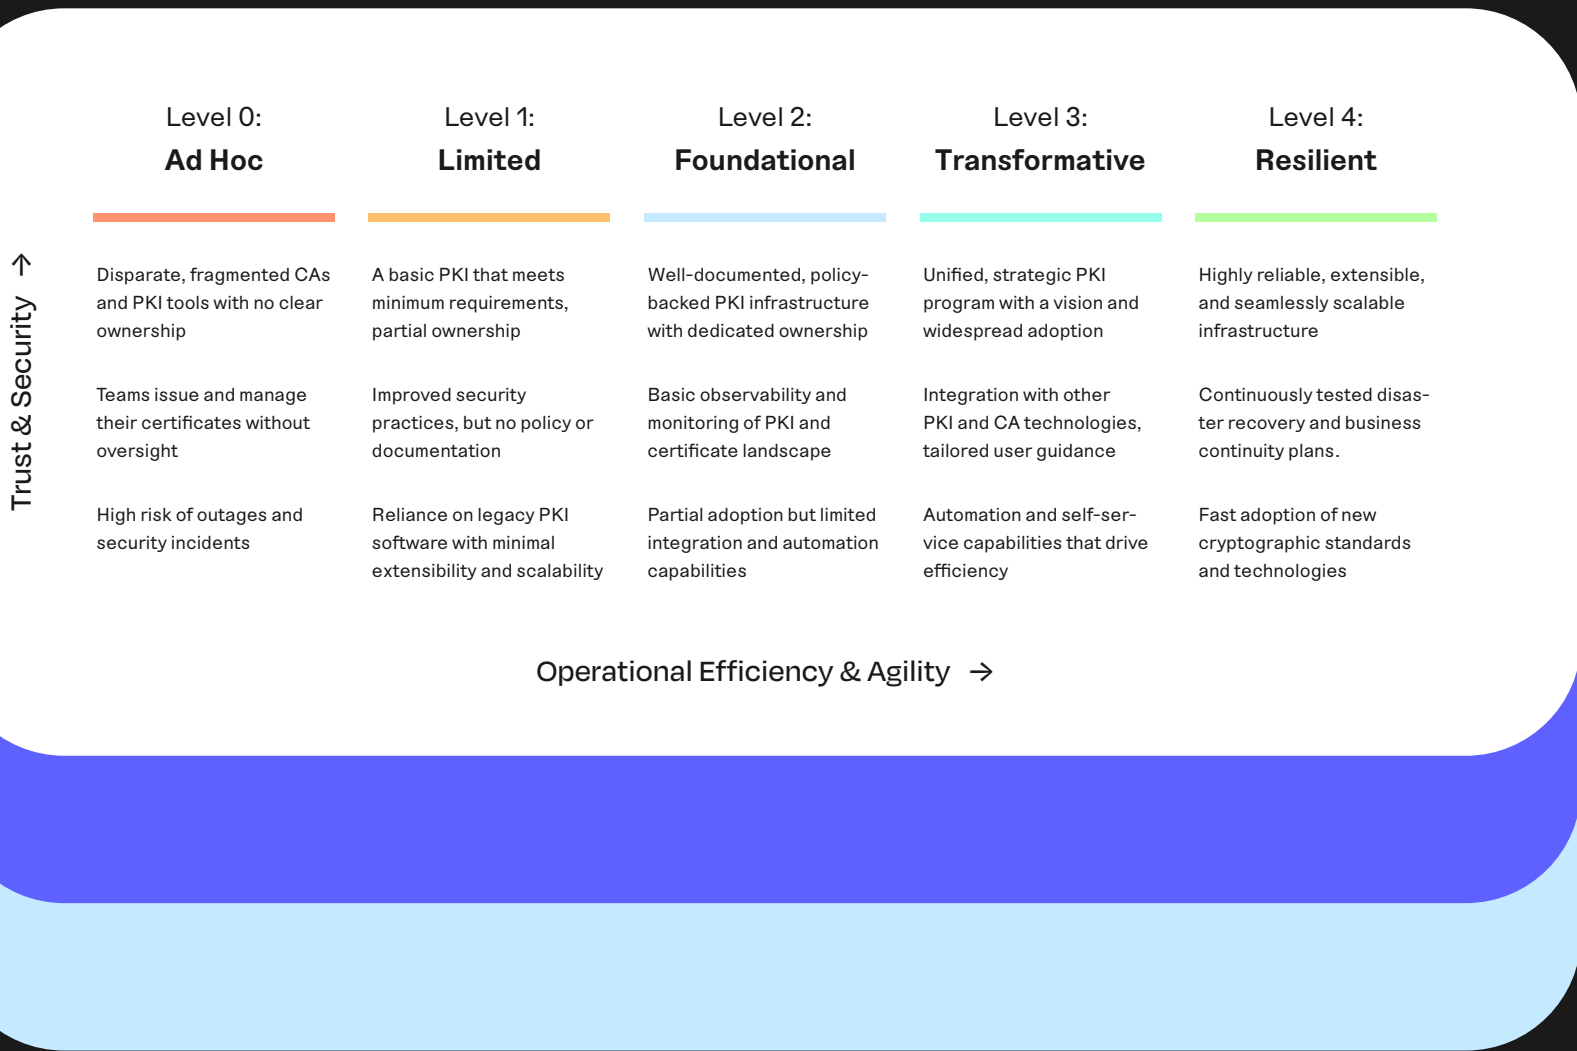 Level 0:
Ad Hoc
Disparate, fragmented CAs
and PKI tools with no clear
ownership
Teams issue and manage
their certificates without
oversight
High risk of outages and
security incidents
Level 1:
Limited
A basic PKI that meets
minimum requirements,
partial ownership
Improved security
practices, but no policy or
documentation
Reliance on legacy PKI
software with minimal
extensibility and scalability
Level 2:
Foundational
Well-documented, policy-
backed PKI infrastructure
with dedicated ownership
Basic observability and
monitoring of PKI and
certificate landscape
Partial adoption but limited
integration and automation
capabilities
Level 3:
Transformative
Unified, strategic PKI
program with a vision and
widespread adoption
Integration with other
PKI and CA technologies,
tailored user guidance
Automation and self-ser-
vice capabilities that drive
efficiency
Level 4:
Resilient
Highly reliable, extensible,
and seamlessly scalable
infrastructure
Continuously tested disas-
ter recovery and business
continuity plans.
Fast adoption of new
cryptographic standards
and technologies
Trust & Security →
Operational Efficiency & Agility →